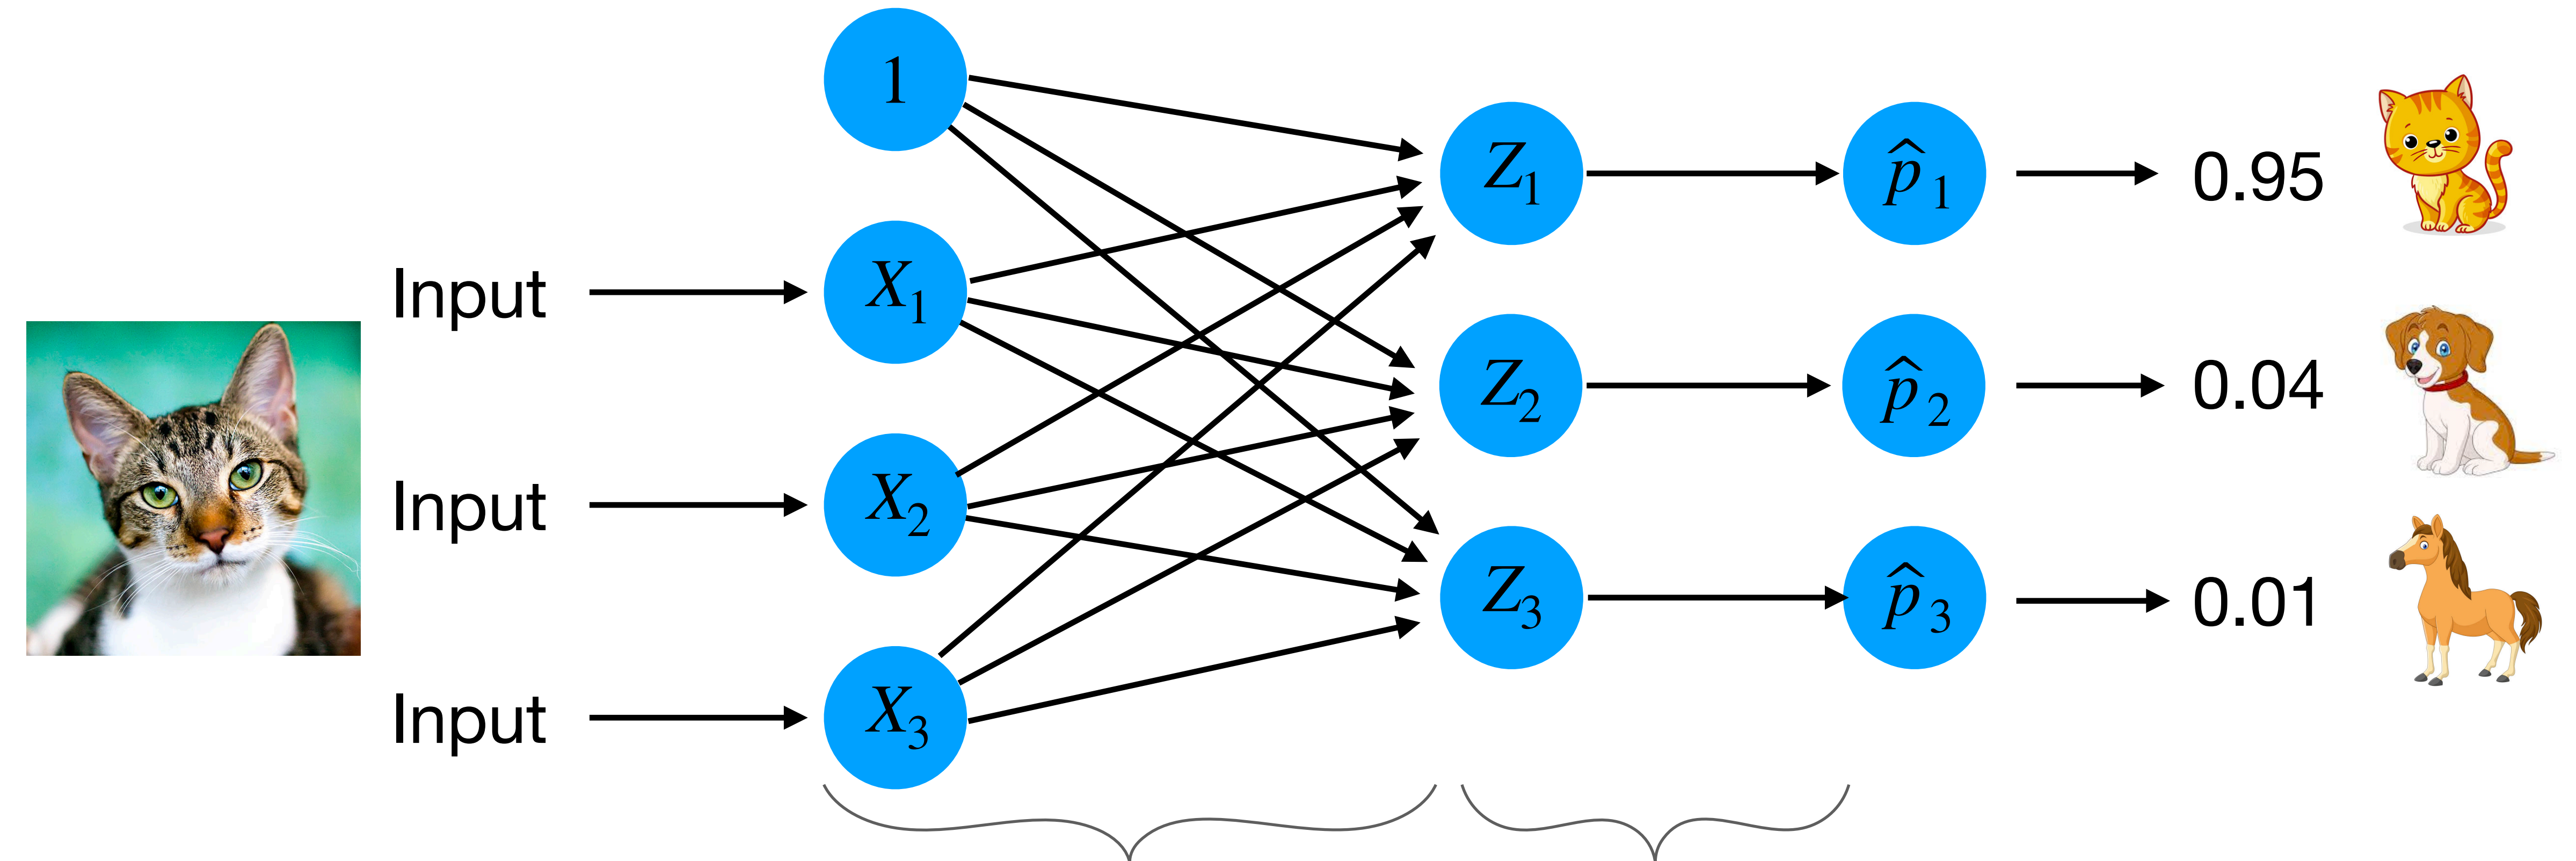 1
Z₁
p̂₁
0.95
Input
X₁
Z₂
p̂₂
0.04
Input
X₂
Z₃
p̂₃
0.01
Input
X₃